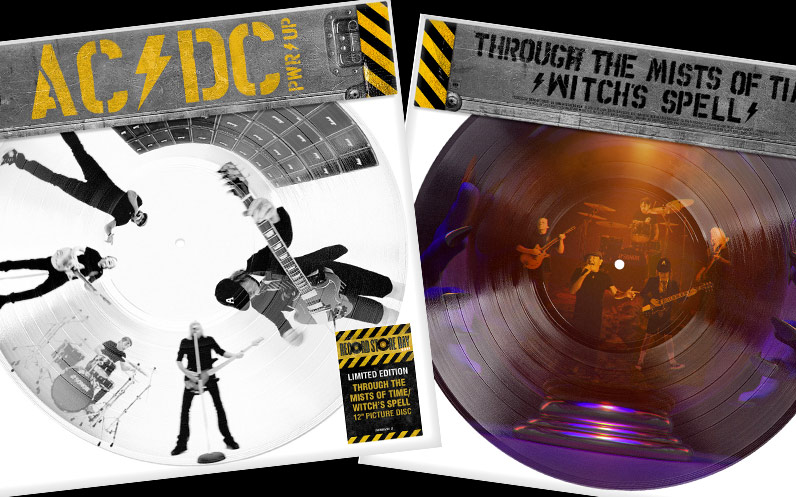 AC/DC
PWR/UP
THROUGH THE MISTS OF TI
WITCH'S SPELL
RECORD STORE DAY
LIMITED EDITION
THROUGH THE
MISTS OF TIME/
WITCH'S SPELL
12" PICTURE DISC